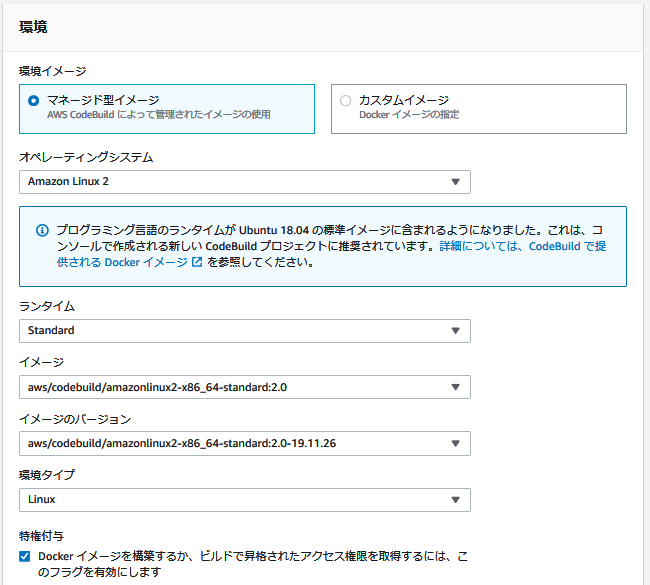 環境
環境イメージ
マネージド型イメージ
AWS CodeBuild によって管理されたイメージの使用
カスタムイメージ
Docker イメージの指定
オペレーティングシステム
Amazon Linux 2
プログラミング言語のランタイムが Ubuntu 18.04 の標準イメージに含まれるようになりました。これは、コ
ンソールで作成される新しい CodeBuild プロジェクトに推奨されています。詳細については、CodeBuild で提
供される Docker イメージ を参照してください。
ランタイム
Standard
イメージ
aws/codebuild/amazonlinux2-x86_64-standard:2.0
イメージのバージョン
aws/codebuild/amazonlinux2-x86_64-standard:2.0-19.11.26
環境タイプ
Linux
特権付与
Docker イメージを構築するか、ビルドで昇格されたアクセス権限を取得するには、こ
のフラグを有効にします